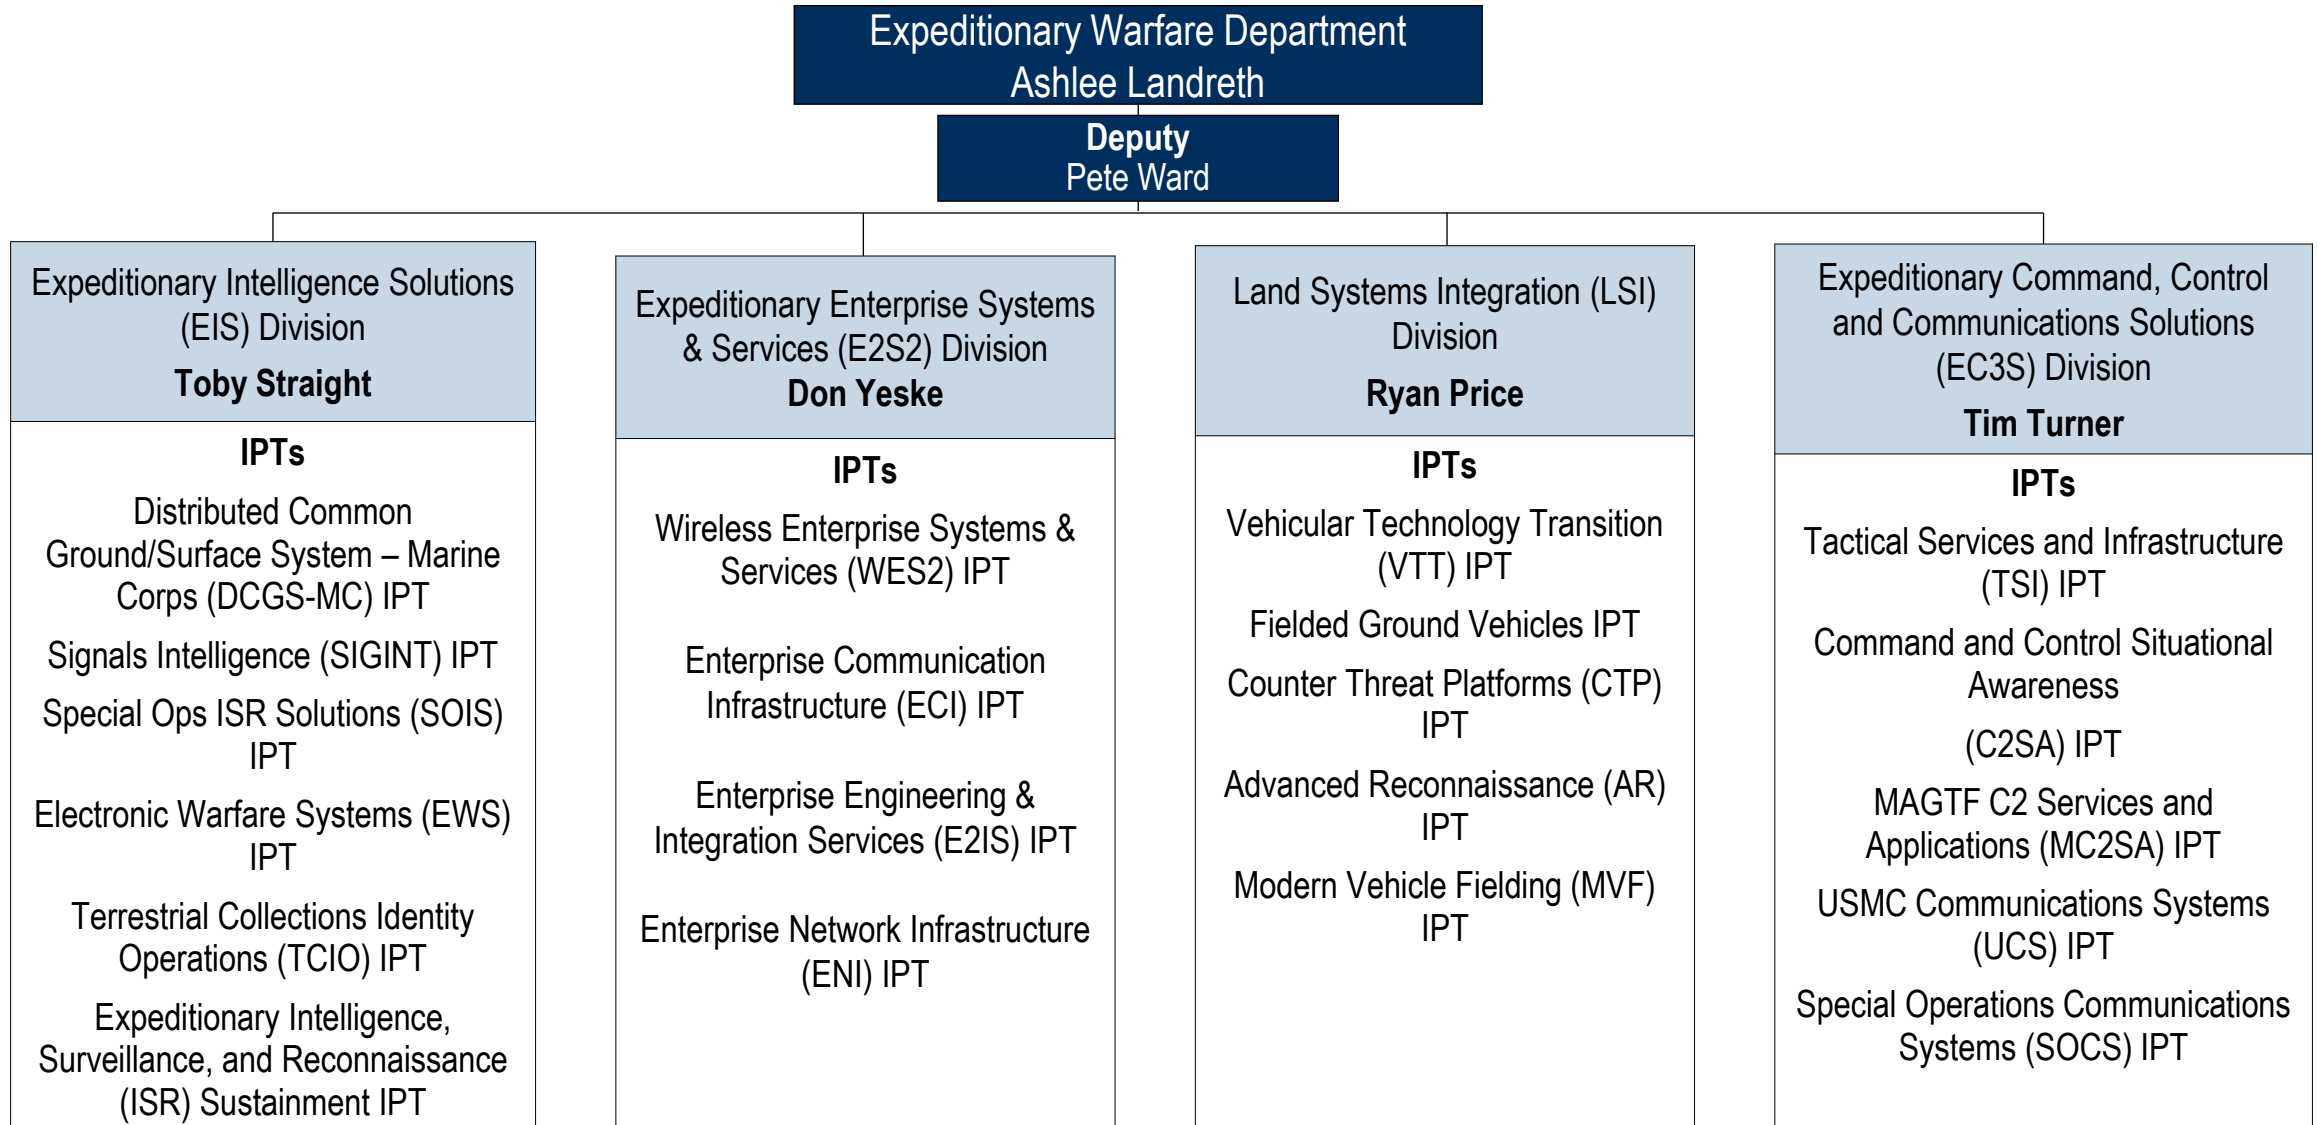 Expeditionary Warfare Department
Ashlee Landreth
Deputy
Pete Ward
Expeditionary Intelligence Solutions
(EIS) Division
Toby Straight
IPTs
Distributed Common
Ground/Surface System – Marine
Corps (DCGS-MC) IPT
Signals Intelligence (SIGINT) IPT
Special Ops ISR Solutions (SOIS)
IPT
Electronic Warfare Systems (EWS)
IPT
Terrestrial Collections Identity
Operations (TCIO) IPT
Expeditionary Intelligence,
Surveillance, and Reconnaissance
(ISR) Sustainment IPT
Expeditionary Enterprise Systems
& Services (E2S2) Division
Don Yeske
IPTs
Wireless Enterprise Systems &
Services (WES2) IPT
Enterprise Communication
Infrastructure (ECI) IPT
Enterprise Engineering &
Integration Services (E2IS) IPT
Enterprise Network Infrastructure
(ENI) IPT
Land Systems Integration (LSI)
Division
Ryan Price
IPTs
Vehicular Technology Transition
(VTT) IPT
Fielded Ground Vehicles IPT
Counter Threat Platforms (CTP)
IPT
Advanced Reconnaissance (AR)
IPT
Modern Vehicle Fielding (MVF)
IPT
Expeditionary Command, Control
and Communications Solutions
(EC3S) Division
Tim Turner
IPTs
Tactical Services and Infrastructure
(TSI) IPT
Command and Control Situational
Awareness
(C2SA) IPT
MAGTF C2 Services and
Applications (MC2SA) IPT
USMC Communications Systems
(UCS) IPT
Special Operations Communications
Systems (SOCS) IPT